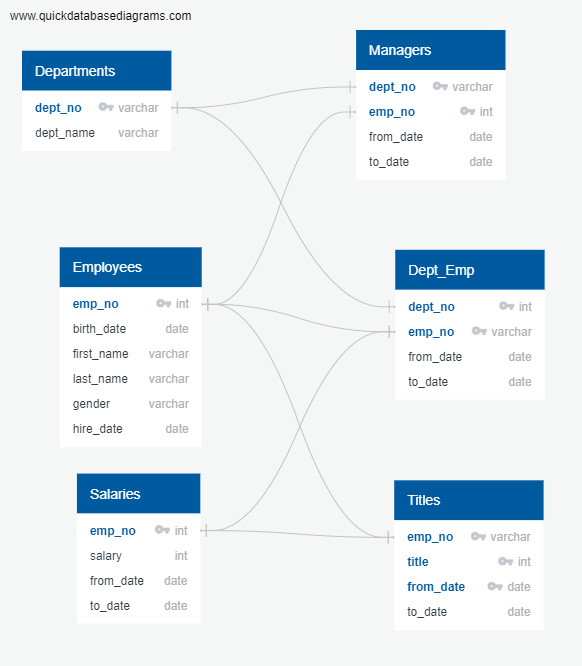 www.quickdatabasediagrams.com
Departments
dept_no varchar
dept_name varchar
Managers
dept_no varchar
emp_no int
from_date date
to_date date
Employees
emp_no int
birth_date date
first_name varchar
last_name varchar
gender varchar
hire_date date
Dept_Emp
dept_no int
emp_no varchar
from_date date
to_date date
Salaries
emp_no int
salary int
from_date date
to_date date
Titles
emp_no varchar
title int
from_date date
to_date date